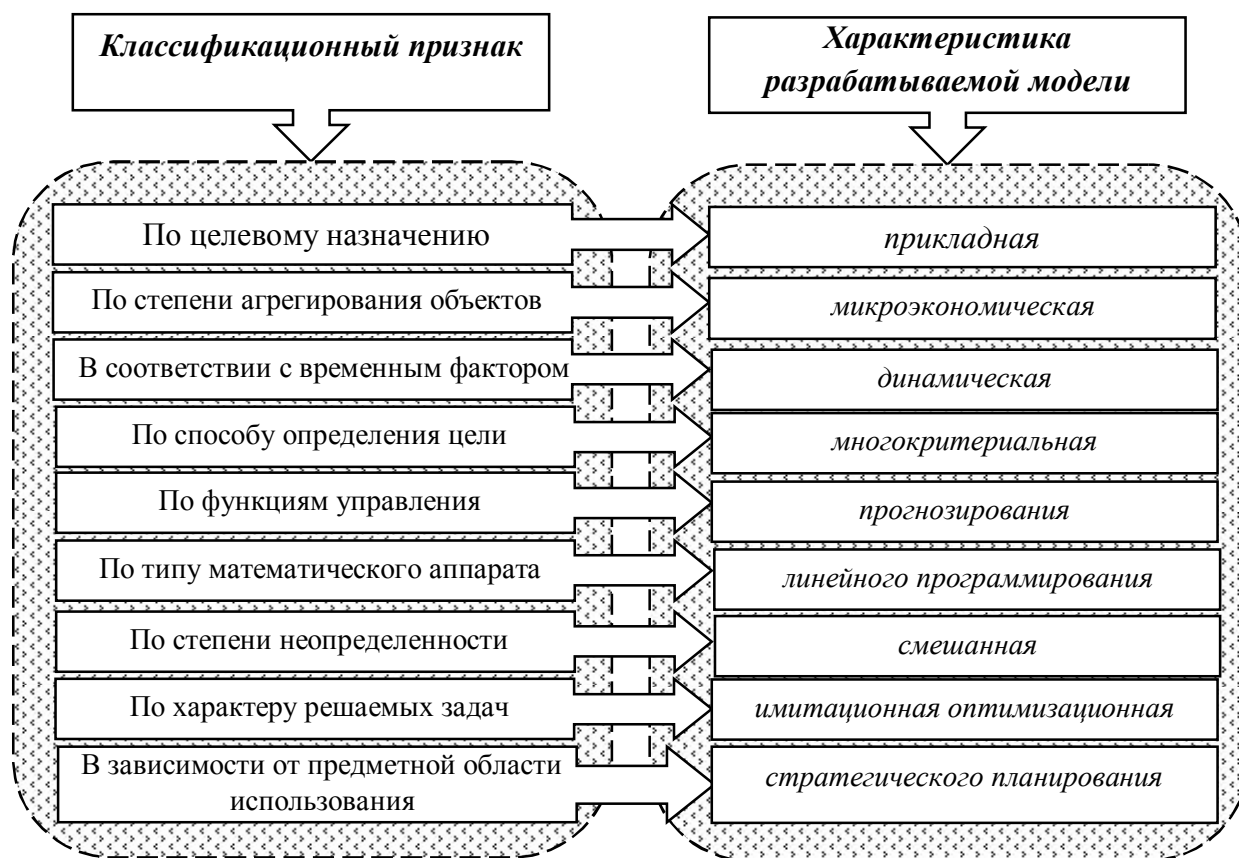 Классификационный признак
Характеристика
разрабатываемой модели
По целевому назначению
прикладная
По степени агрегирования объектов
микроэкономическая
В соответствии с временным фактором
динамическая
По способу определения цели
многокритериальная
По функциям управления
прогнозирования
По типу математического аппарата
линейного программирования
По степени неопределенности
смешанная
По характеру решаемых задач
имитационная оптимизационная
В зависимости от предметной области
использования
стратегического планирования